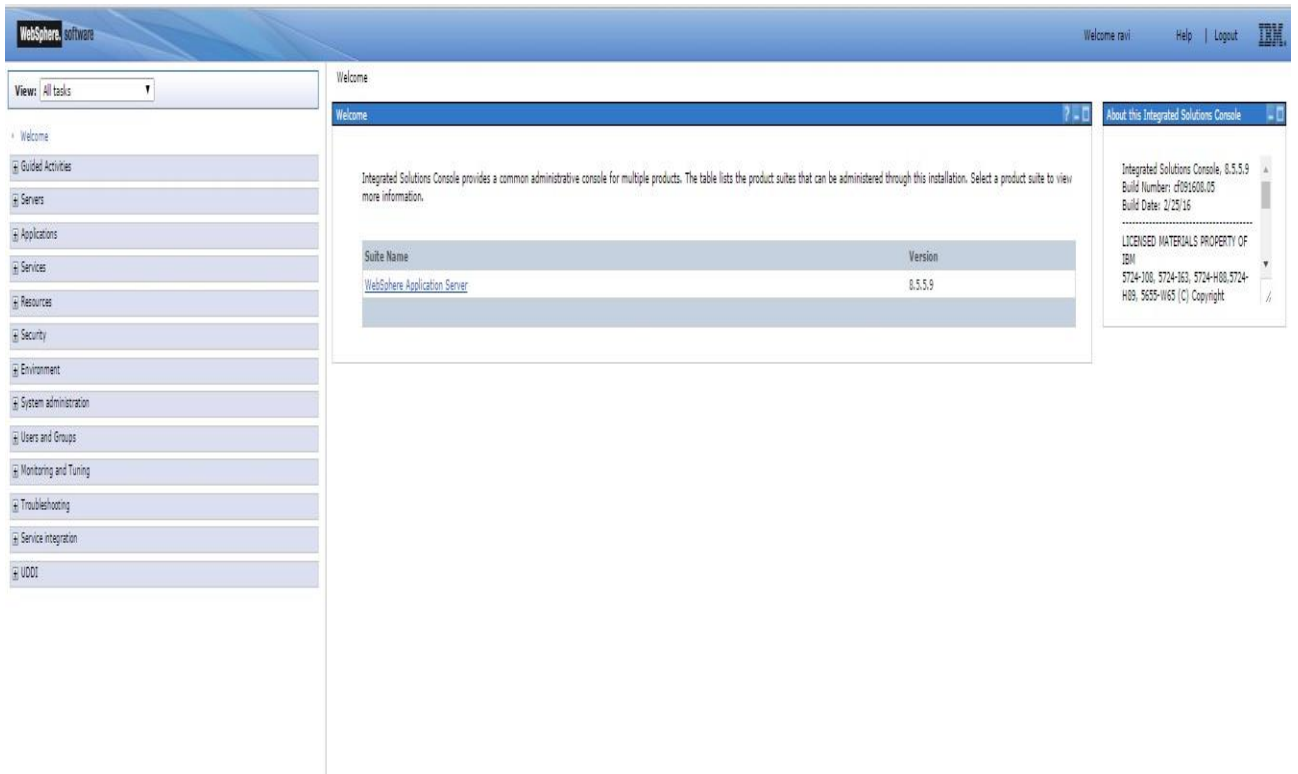 WebSphere. software
Welcome ravi Help | Logout IBM.
View: All tasks
Welcome
Guided Activities
Servers
Applications
Services
Resources
Security
Environment
System administration
Users and Groups
Monitoring and Tuning
Troubleshooting
Service integration
UDDI
Welcome
Welcome
Integrated Solutions Console provides a common administrative console for multiple products. The table lists the product suites that can be administered through this installation. Select a product suite to view
more information.
Suite Name Version
WebSphere Application Server 8.5.5.9
About this Integrated Solutions Console
Integrated Solutions Console, 8.5.5.9
Build Number: cf091608.05
Build Date: 2/25/16
----------------------------------------
LICENSED MATERIALS PROPERTY OF
IBM
5724-J08, 5724-I63, 5724-H88,5724-
H89, 5655-W65 (C) Copyright